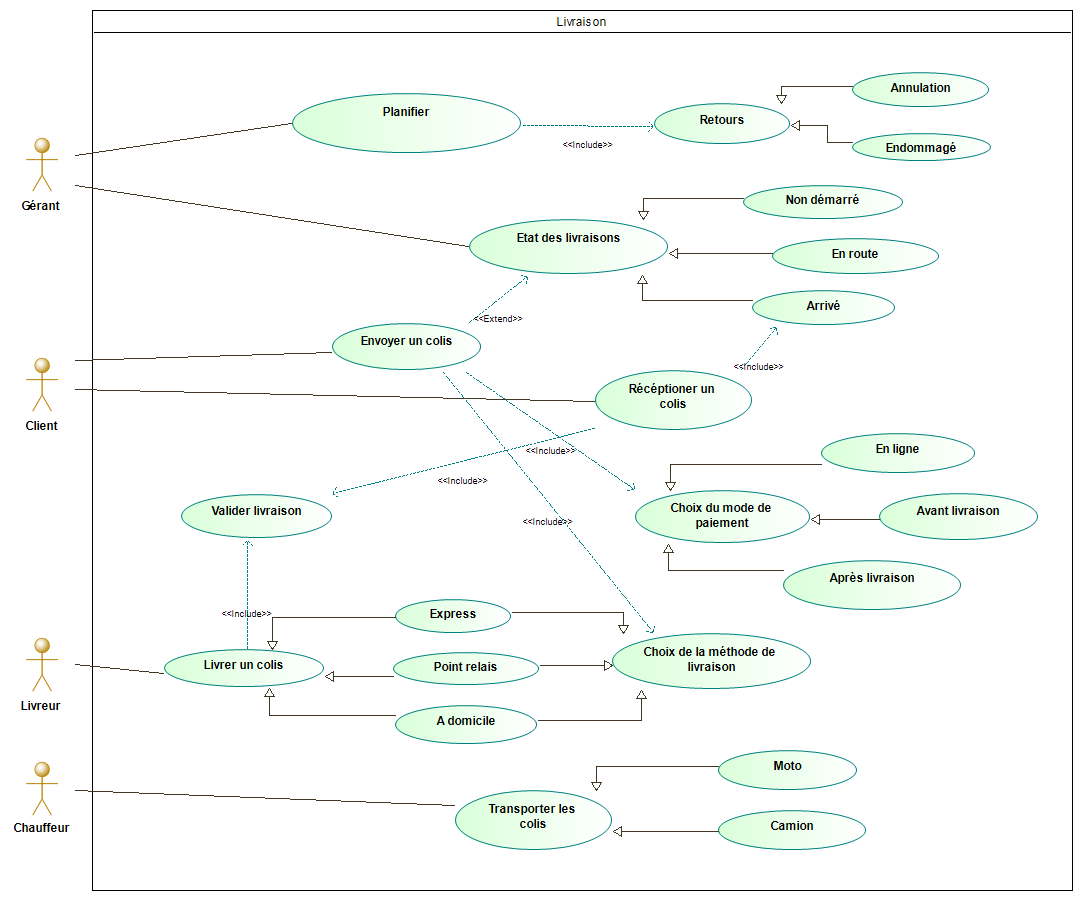 Livraison
Annulation
Planifier
Retours
<<Include>>
Endommagé
Gérant
Non démarré
Etat des livraisons
En route
Arrivé
<<Extend>>
Envoyer un colis
<<Include>>
Récéptioner un
colis
Client
En ligne
<<Include>>
<<Include>>
Valider livraison
Choix du mode de
paiement
Avant livraison
<<Include>>
Après livraison
<<Include>>
Express
Livrer un colis
Point relais
Choix de la méthode de
livraison
Livreur
A domicile
Moto
Transporter les
colis
Camion
Chauffeur